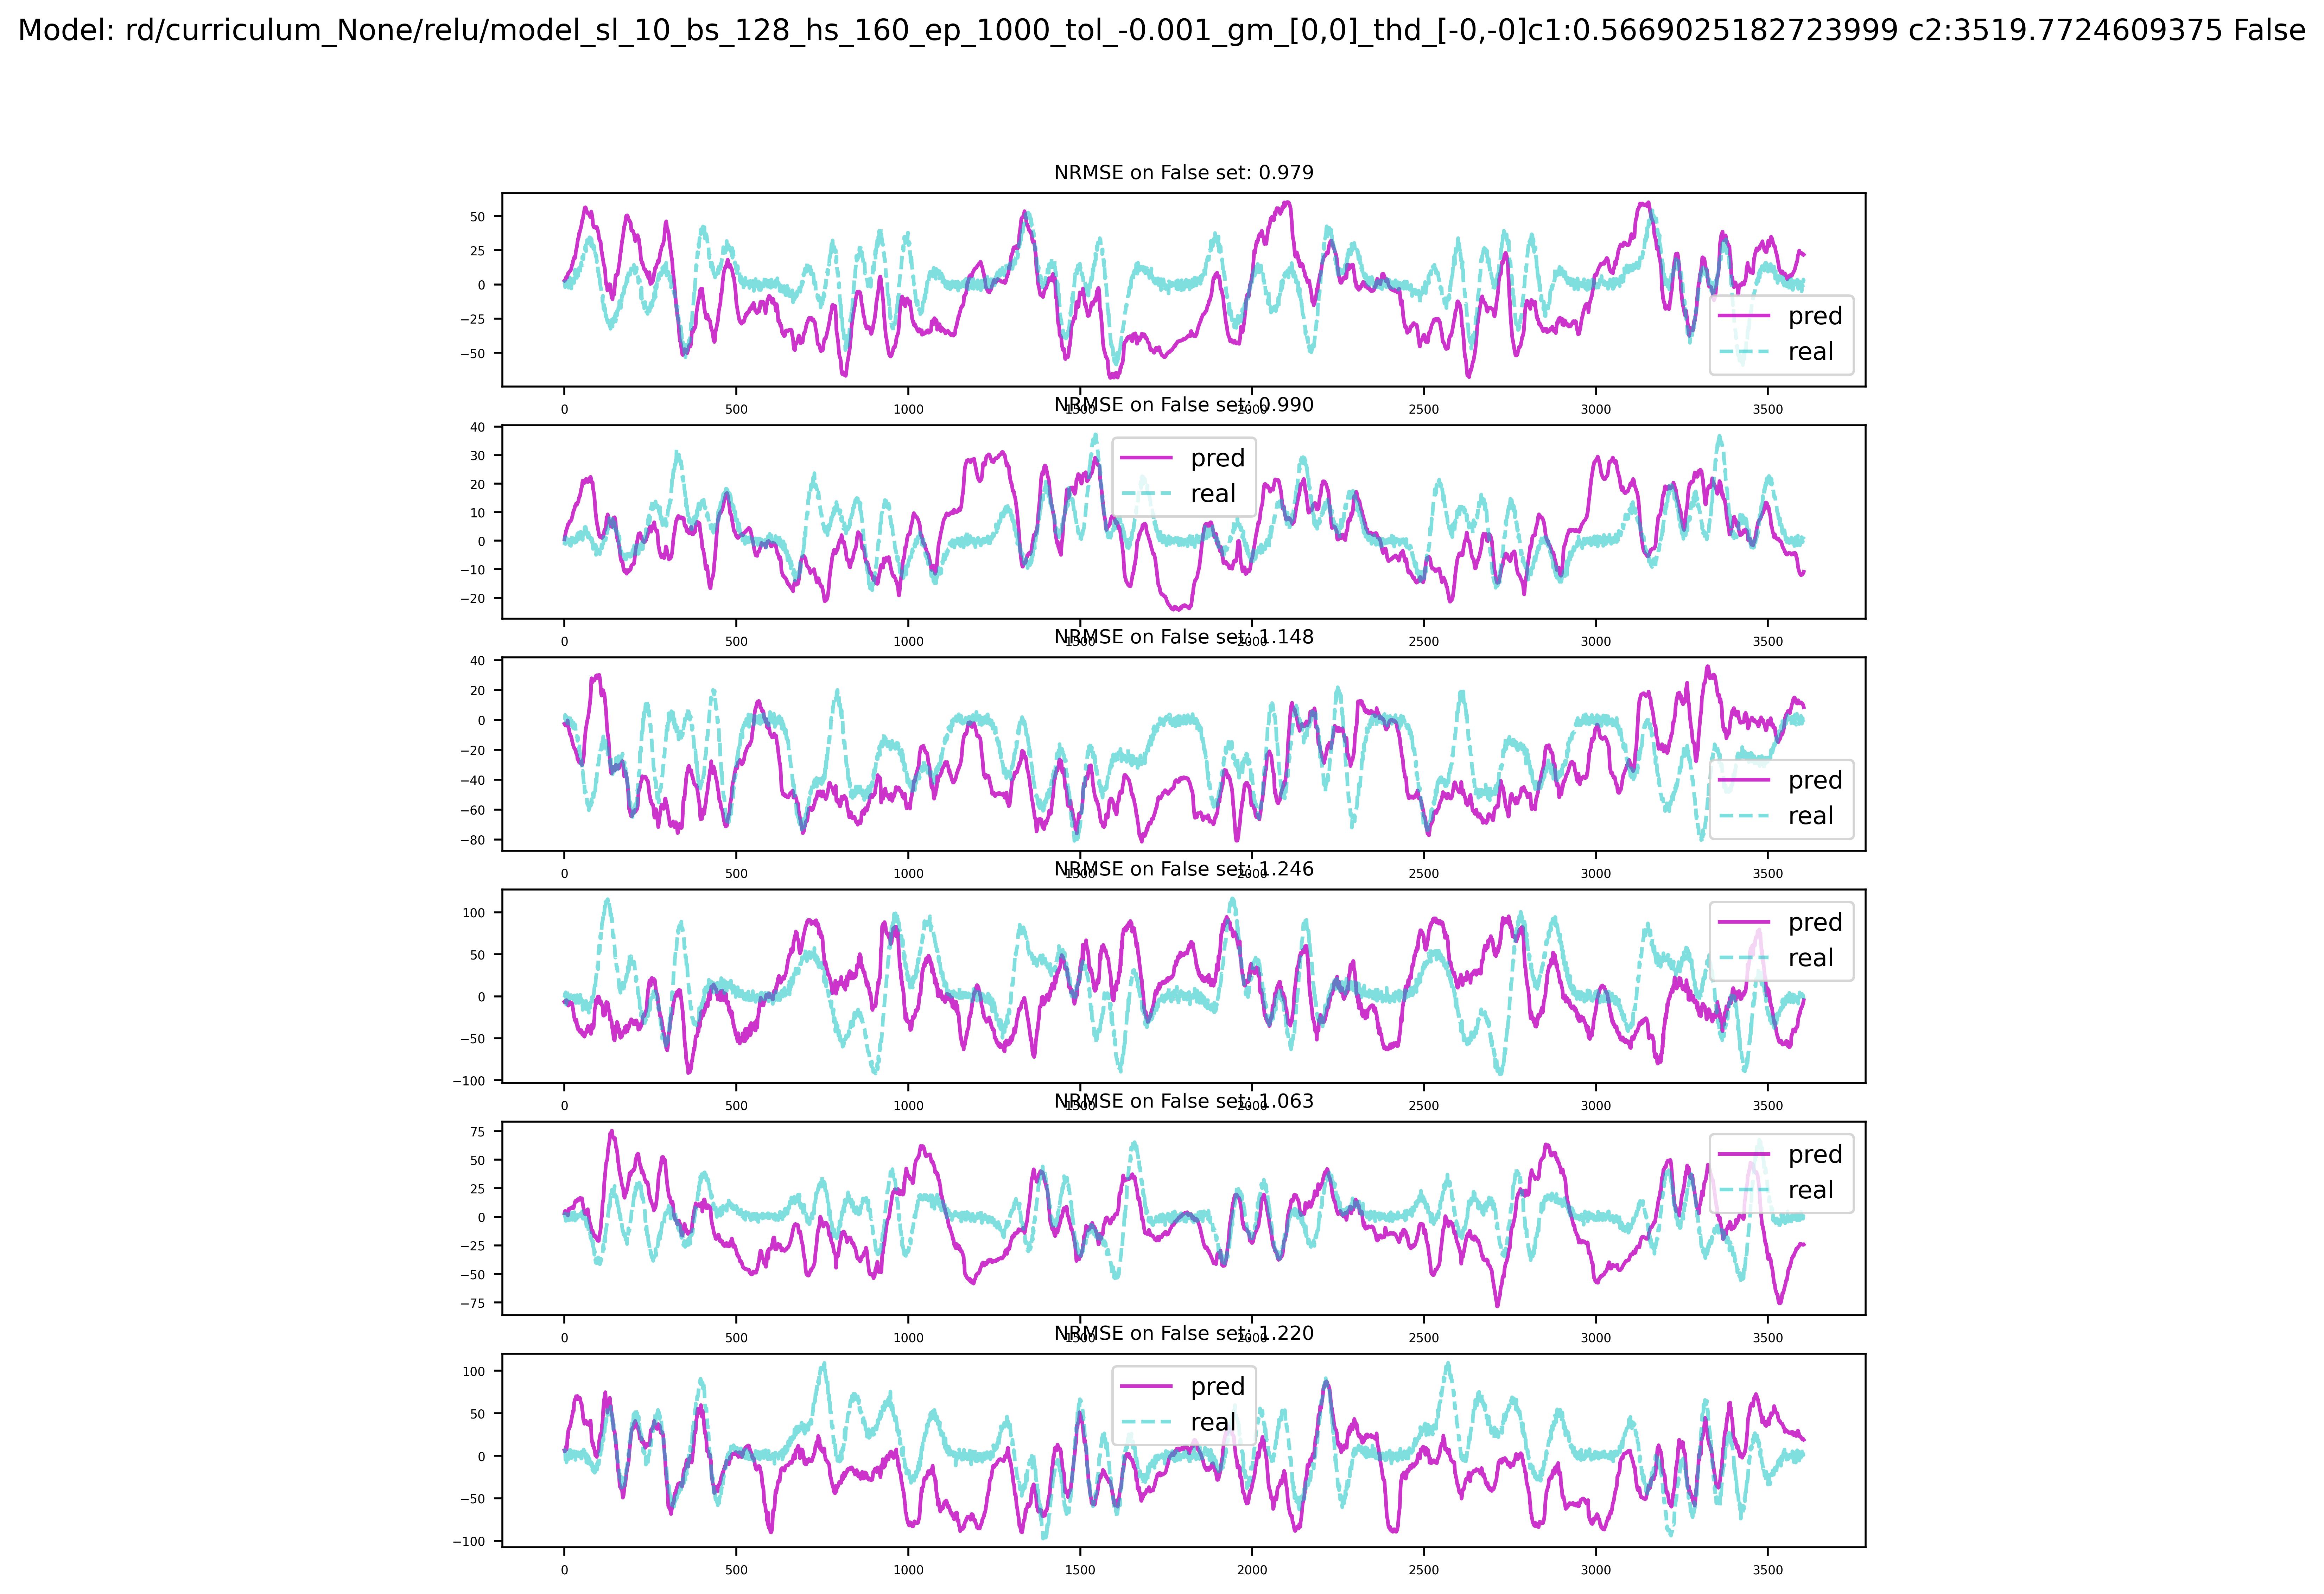 Model: rd/curriculum_None/relu/model_sl_10_bs_128_hs_160_ep_1000_tol_-0.001_gm_[0,0]_thd_[-0,-0]c1:0.5669025182723999 c2:3519.7724609375 False
NRMSE on False set: 0.979
50
25
0
−25
−50
pred
real
0 500 1000 1500 2000 2500 3000 3500
NRMSE on False set: 0.990
40
30
20
10
0
−10
−20
pred
real
0 500 1000 1500 2000 2500 3000 3500
NRMSE on False set: 1.148
40
20
0
−20
−40
−60
−80
pred
real
0 500 1000 1500 2000 2500 3000 3500
NRMSE on False set: 1.246
100
50
0
−50
−100
pred
real
0 500 1000 1500 2000 2500 3000 3500
NRMSE on False set: 1.063
75
50
25
0
−25
−50
−75
pred
real
0 500 1000 1500 2000 2500 3000 3500
NRMSE on False set: 1.220
100
50
0
−50
−100
pred
real
0 500 1000 1500 2000 2500 3000 3500